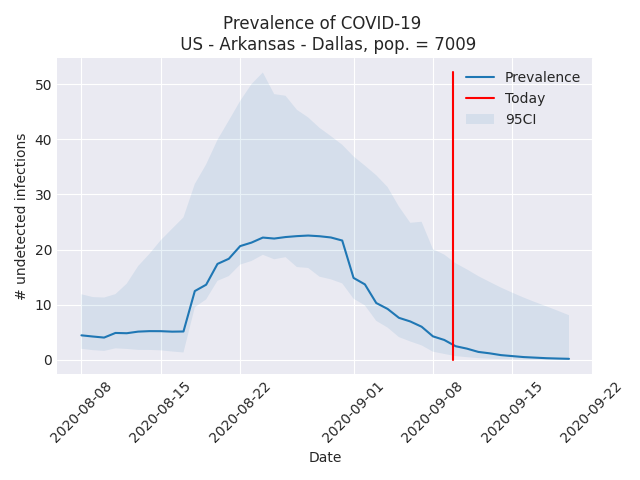 Prevalence of COVID-19
US - Arkansas - Dallas, pop. = 7009
Prevalence
Today
95CI
# undetected infections
50
40
30
20
10
0
2020-08-08
2020-08-15
2020-08-22
2020-09-01
2020-09-08
2020-09-15
2020-09-22
Date